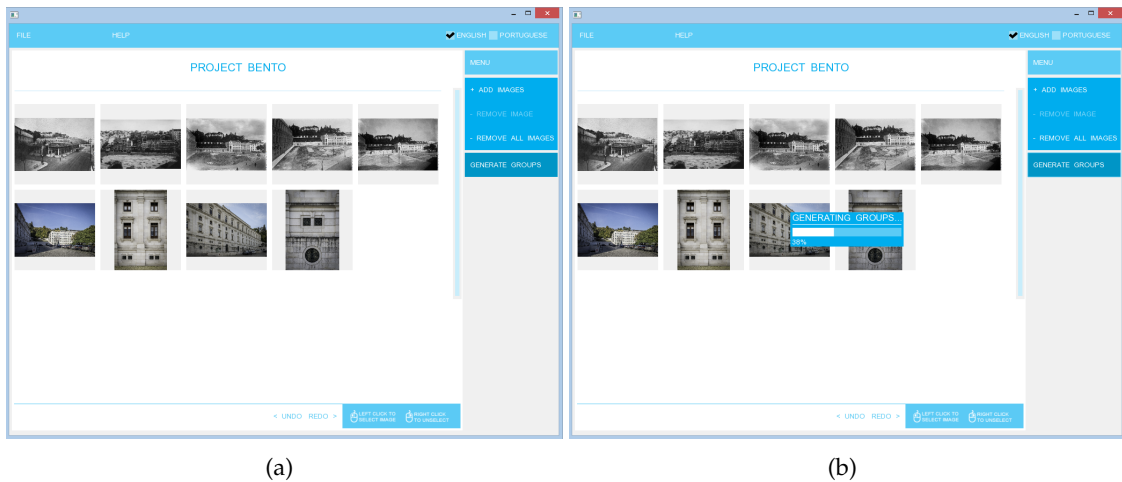 FILE HELP ENGLISH PORTUGUESE
PROJECT BENTO
MENU
+ ADD IMAGES
- REMOVE IMAGE
- REMOVE ALL IMAGES
GENERATE GROUPS
< UNDO REDO >
LEFT CLICK TO
SELECT IMAGE
RIGHT CLICK
TO UNSELECT
(a)
FILE HELP ENGLISH PORTUGUESE
PROJECT BENTO
MENU
+ ADD IMAGES
- REMOVE IMAGE
- REMOVE ALL IMAGES
GENERATE GROUPS
GENERATING GROUPS...
38%
< UNDO REDO >
LEFT CLICK TO
SELECT IMAGE
RIGHT CLICK
TO UNSELECT
(b)